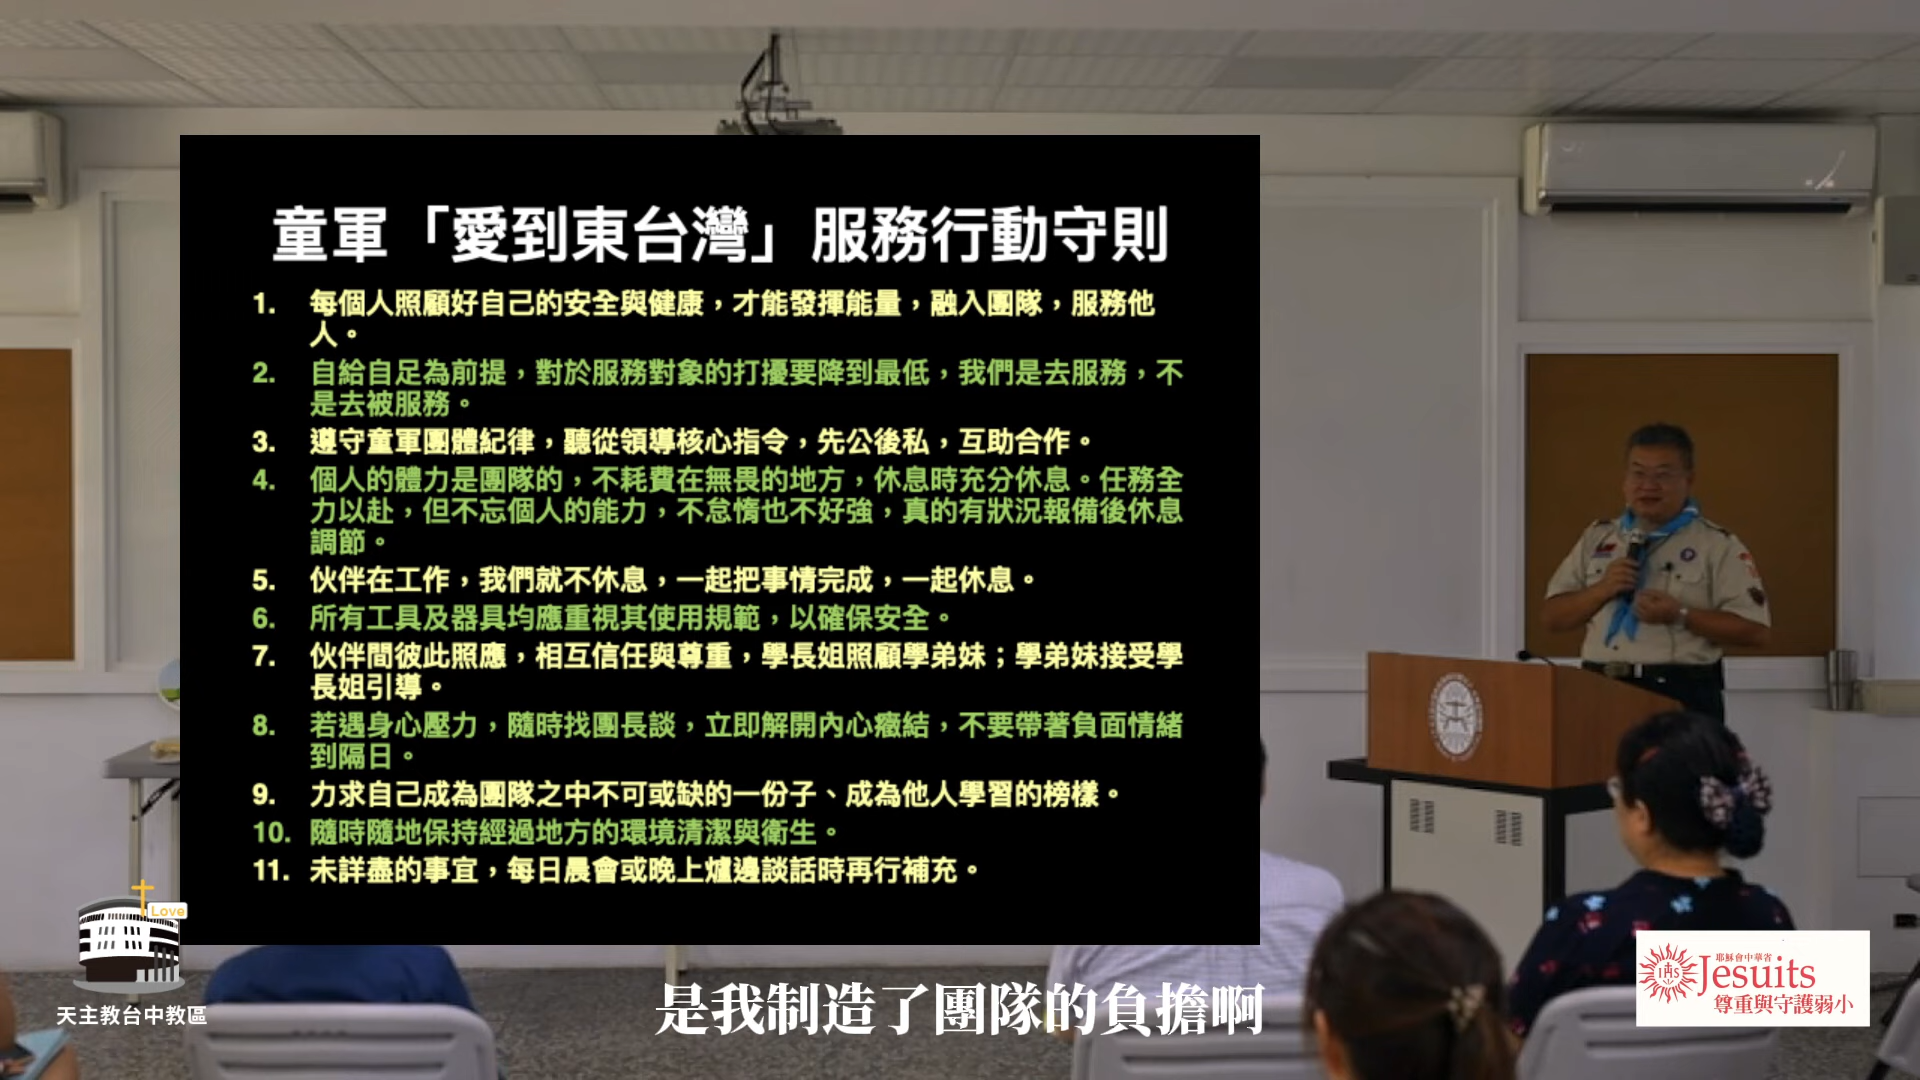 童軍「愛到東台灣」服務行動守則
1. 每個人照顧好自己的安全與健康，才能發揮能量，融入團隊，服務他
人。
2. 自給自足為前提，對於服務對象的打擾要降到最低，我們是去服務，不
是去被服務。
3. 遵守童軍團體紀律，聽從領導核心指令，先公後私，互助合作。
4. 個人的體力是團隊的，不耗費在無畏的地方，休息時充分休息。任務全
力以赴，但不忘個人的能力，不怠惰也不好強，真的有狀況報備後休息
調節。
5. 伙伴在工作，我們就不休息，一起把事情完成，一起休息。
6. 所有工具及器具均應重視其使用規範，以確保安全。
7. 伙伴間彼此照應，相互信任與尊重，學長姐照顧學弟妹；學弟妹接受學
長姐引導。
8. 若遇身心壓力，隨時找團長談，立即解開內心癥結，不要帶著負面情緒
到隔日。
9. 力求自己成為團隊之中不可或缺的一份子、成為他人學習的榜樣。
10. 隨時隨地保持經過地方的環境清潔與衛生。
11. 未詳盡的事宜，每日晨會或晚上爐邊談話時再行補充。
Love
天主教台中教區
是我制造了團隊的負擔啊
耶穌會中華省
IHS
Jesuits
尊重與守護弱小